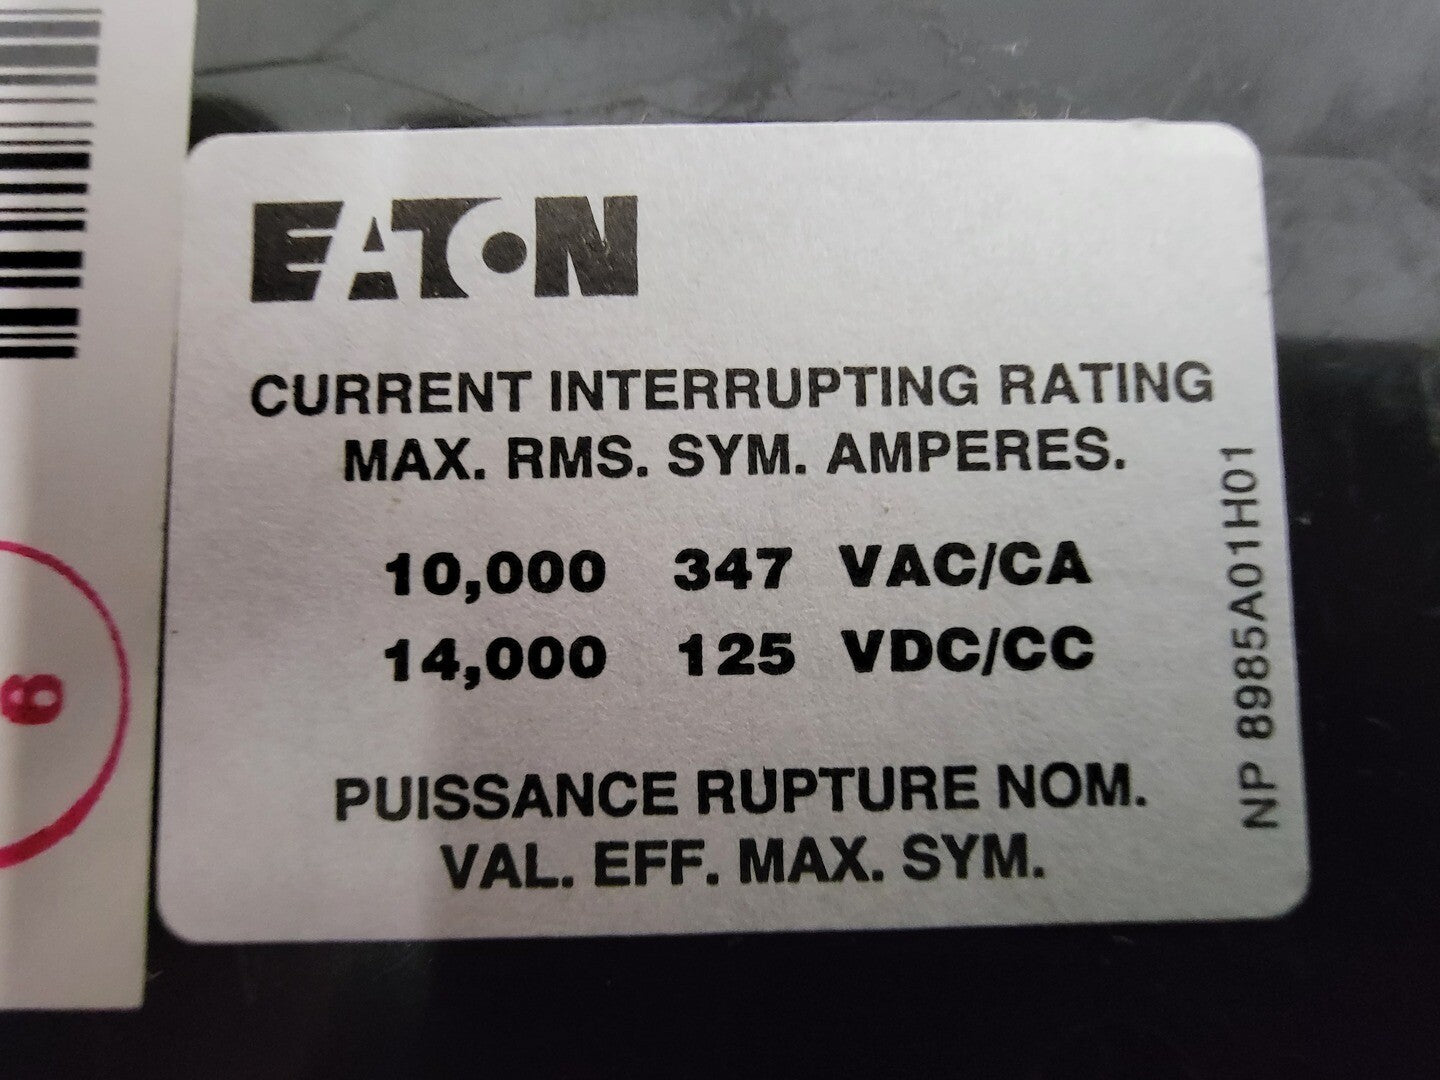 EATON
CURRENT INTERRUPTING RATING
MAX. RMS. SYM. AMPERES.
10,000 347 VAC/CA
14,000 125 VDC/CC
PUISSANCE RUPTURE NOM.
VAL. EFF. MAX. SYM.
NP 8985A01H01